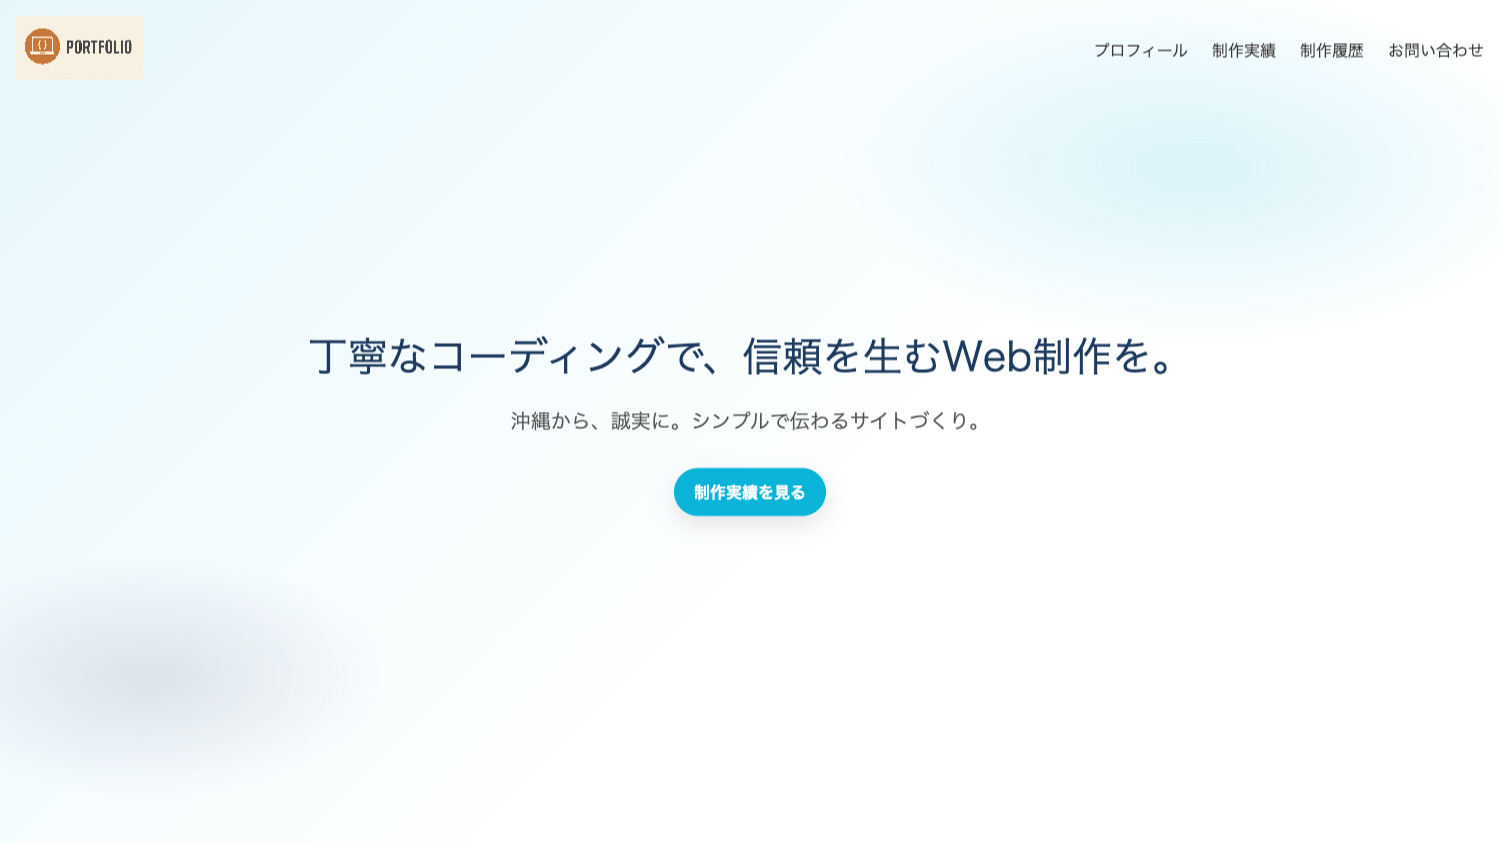 PORTFOLIO
プロフィール 制作実績 制作履歴 お問い合わせ
丁寧なコーディングで、信頼を生むWeb制作を。
沖縄から、誠実に。シンプルで伝わるサイトづくり。
制作実績を見る